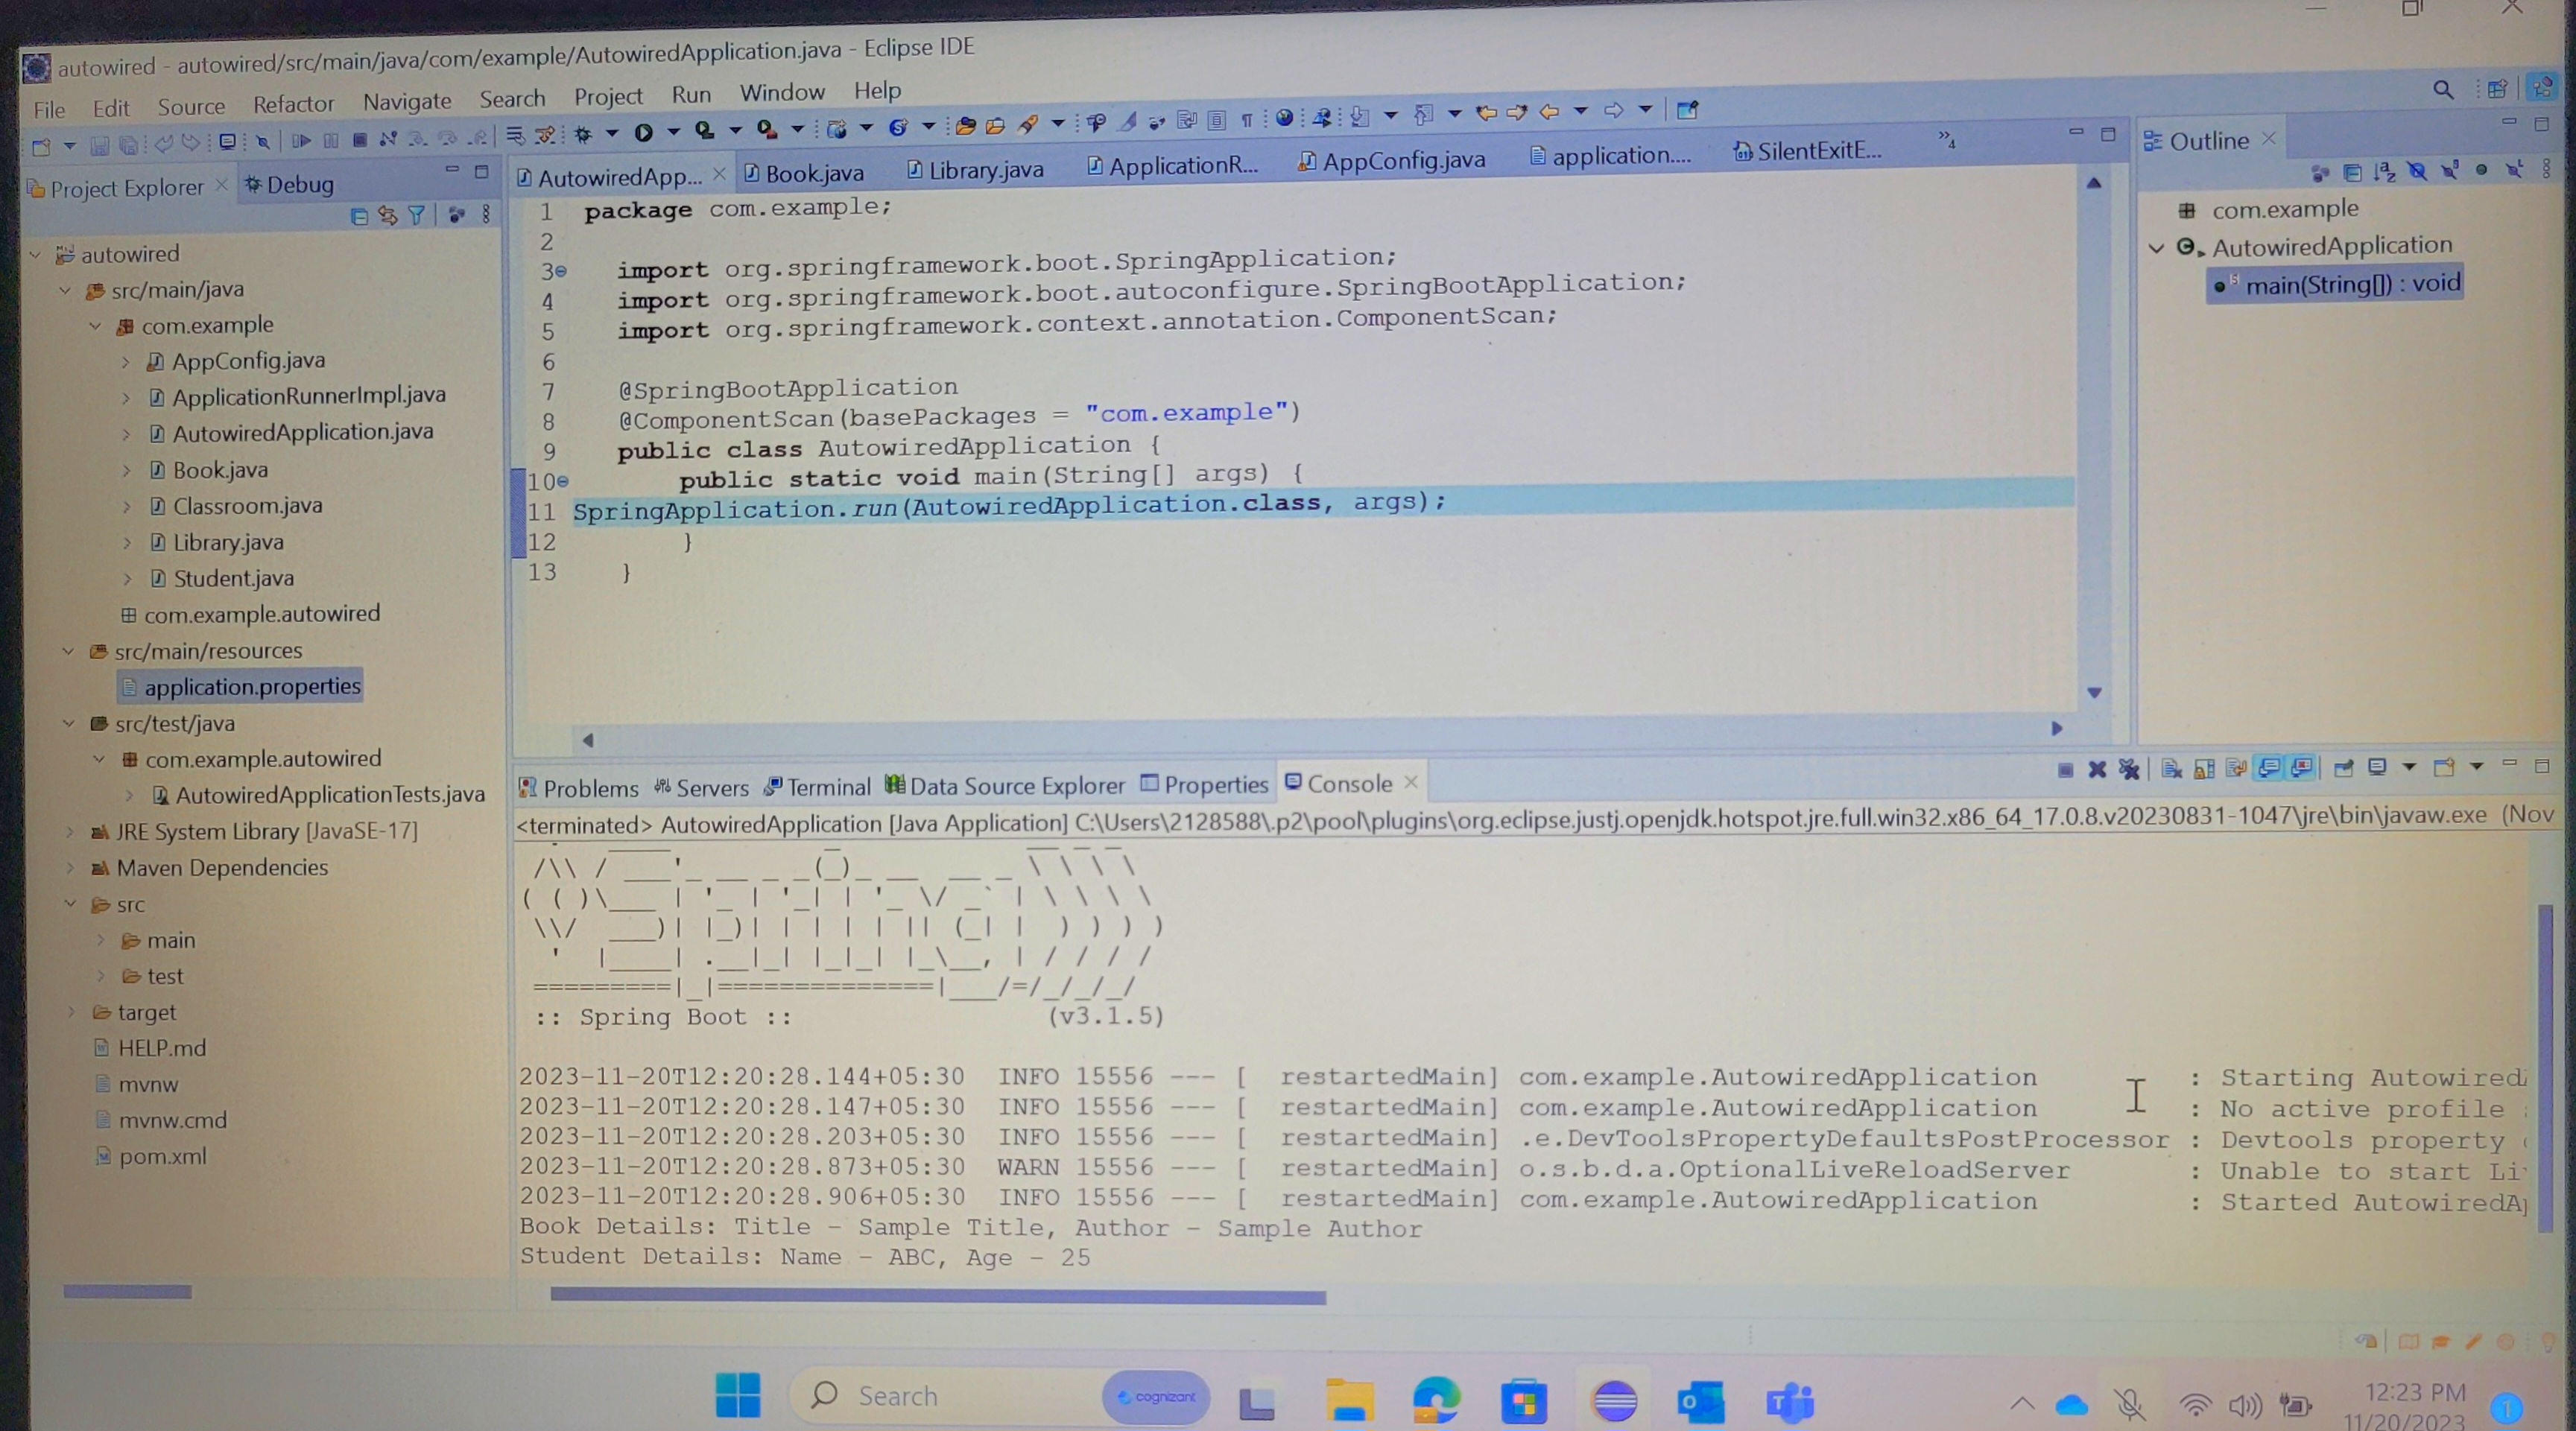 autowired - autowired/src/main/java/com/example/AutowiredApplication.java - Eclipse IDE
File Edit Source Refactor Navigate Search Project Run Window Help
Project Explorer Debug
autowired
src/main/java
com.example
AppConfig.java
ApplicationRunnerImpl.java
AutowiredApplication.java
Book.java
Classroom.java
Library.java
Student.java
com.example.autowired
src/main/resources
application.properties
src/test/java
com.example.autowired
AutowiredApplicationTests.java
JRE System Library [JavaSE-17]
Maven Dependencies
src
main
test
target
HELP.md
mvnw
mvnw.cmd
pom.xml
AutowiredApp... Book.java Library.java ApplicationR... AppConfig.java application.... SilentExitE... »4
1 package com.example;
2
3 import org.springframework.boot.SpringApplication;
4 import org.springframework.boot.autoconfigure.SpringBootApplication;
5 import org.springframework.context.annotation.ComponentScan;
6
7 @SpringBootApplication
8 @ComponentScan(basePackages = "com.example")
9 public class AutowiredApplication {
10 public static void main(String[] args) {
11 SpringApplication.run(AutowiredApplication.class, args);
12 }
13 }
Outline
com.example
AutowiredApplication
main(String[]) : void
Problems Servers Terminal Data Source Explorer Properties Console
<terminated> AutowiredApplication [Java Application] C:\Users\2128588\.p2\pool\plugins\org.eclipse.justj.openjdk.hotspot.jre.full.win32.x86_64_17.0.8.v20230831-1047\jre\bin\javaw.exe (Nov
:: Spring Boot :: (v3.1.5)
2023-11-20T12:20:28.144+05:30 INFO 15556 --- [ restartedMain] com.example.AutowiredApplication : Starting Autowired
2023-11-20T12:20:28.147+05:30 INFO 15556 --- [ restartedMain] com.example.AutowiredApplication : No active profile
2023-11-20T12:20:28.203+05:30 INFO 15556 --- [ restartedMain] .e.DevToolsPropertyDefaultsPostProcessor : Devtools property
2023-11-20T12:20:28.873+05:30 WARN 15556 --- [ restartedMain] o.s.b.d.a.OptionalLiveReloadServer : Unable to start Li
2023-11-20T12:20:28.906+05:30 INFO 15556 --- [ restartedMain] com.example.AutowiredApplication : Started AutowiredAp
Book Details: Title - Sample Title, Author - Sample Author
Student Details: Name - ABC, Age - 25
Search cognizant
12:23 PM
11/20/2023
1